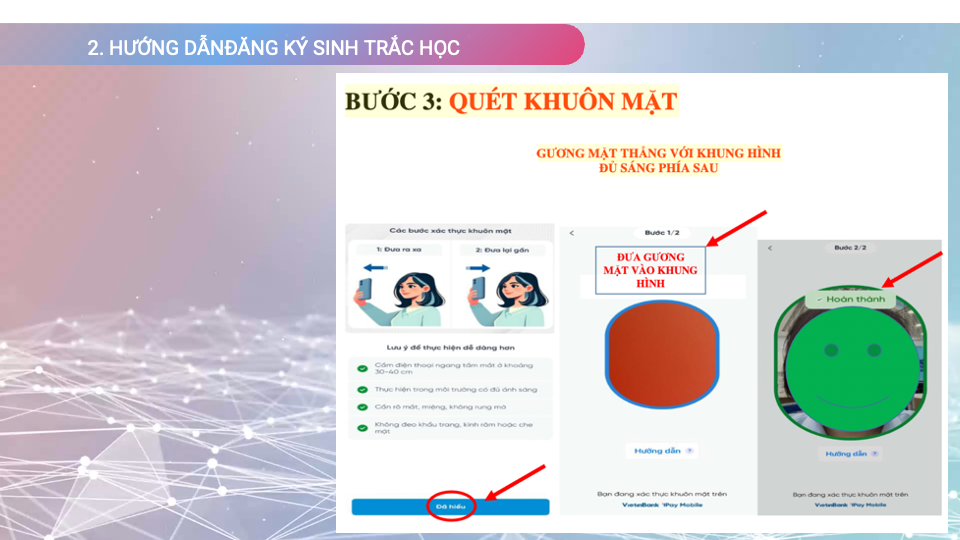 2. HƯỚNG DẪNĐĂNG KÝ SINH TRẮC HỌC
BƯỚC 3: QUÉT KHUÔN MẶT
GƯƠNG MẶT THẲNG VỚI KHUNG HÌNH
ĐỦ SÁNG PHÍA SAU
Các bước xác thực khuôn mặt
1: Đưa ra xa
2: Đưa lại gần
Lưu ý để thực hiện dễ dàng hơn
Cầm điện thoại ngang tầm mắt ở khoảng
30-40 cm
Thực hiện trong môi trường có đủ ánh sáng
Cần rõ mắt, miệng, không rung mờ
Không đeo khẩu trang, kính râm hoặc che
mặt
Đã hiểu
Bước 1/2
ĐƯA GƯƠNG
MẶT VÀO KHUNG
HÌNH
Hướng dẫn ?
Bạn đang xác thực khuôn mặt trên
VietinBank iPay Mobile
Bước 2/2
Hoàn thành
Hướng dẫn ?
Bạn đang xác thực khuôn mặt trên
VietinBank iPay Mobile